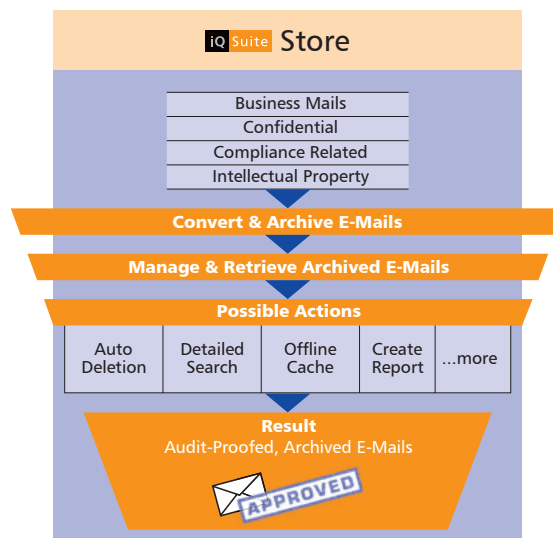 iQ Suite Store
Business Mails
Confidential
Compliance Related
Intellectual Property
Convert & Archive E-Mails
Manage & Retrieve Archived E-Mails
Possible Actions
Auto
Deletion
Detailed
Search
Offline
Cache
Create
Report
...more
Result
Audit-Proofed, Archived E-Mails
APPROVED